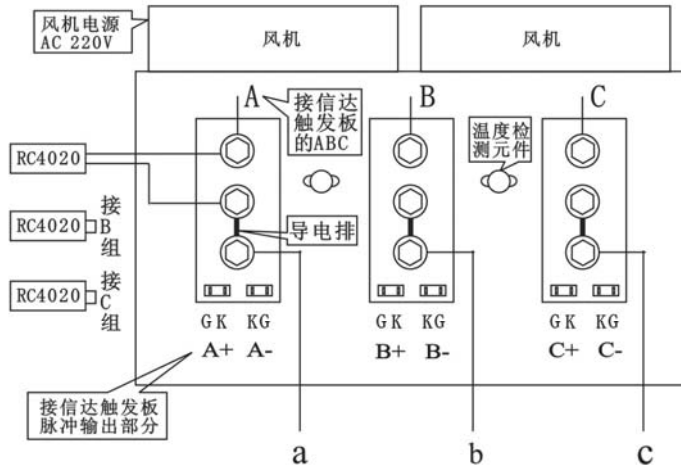 风机电源
AC 220V
风机
风机
A
接信达
触发板
的ABC
B
C
温度检
测元件
RC4020
RC4020
接B组
RC4020
接C组
导电排
GK KG
A+ A-
GK KG
B+ B-
GK KG
C+ C-
接信达触发板
脉冲输出部分
a
b
c